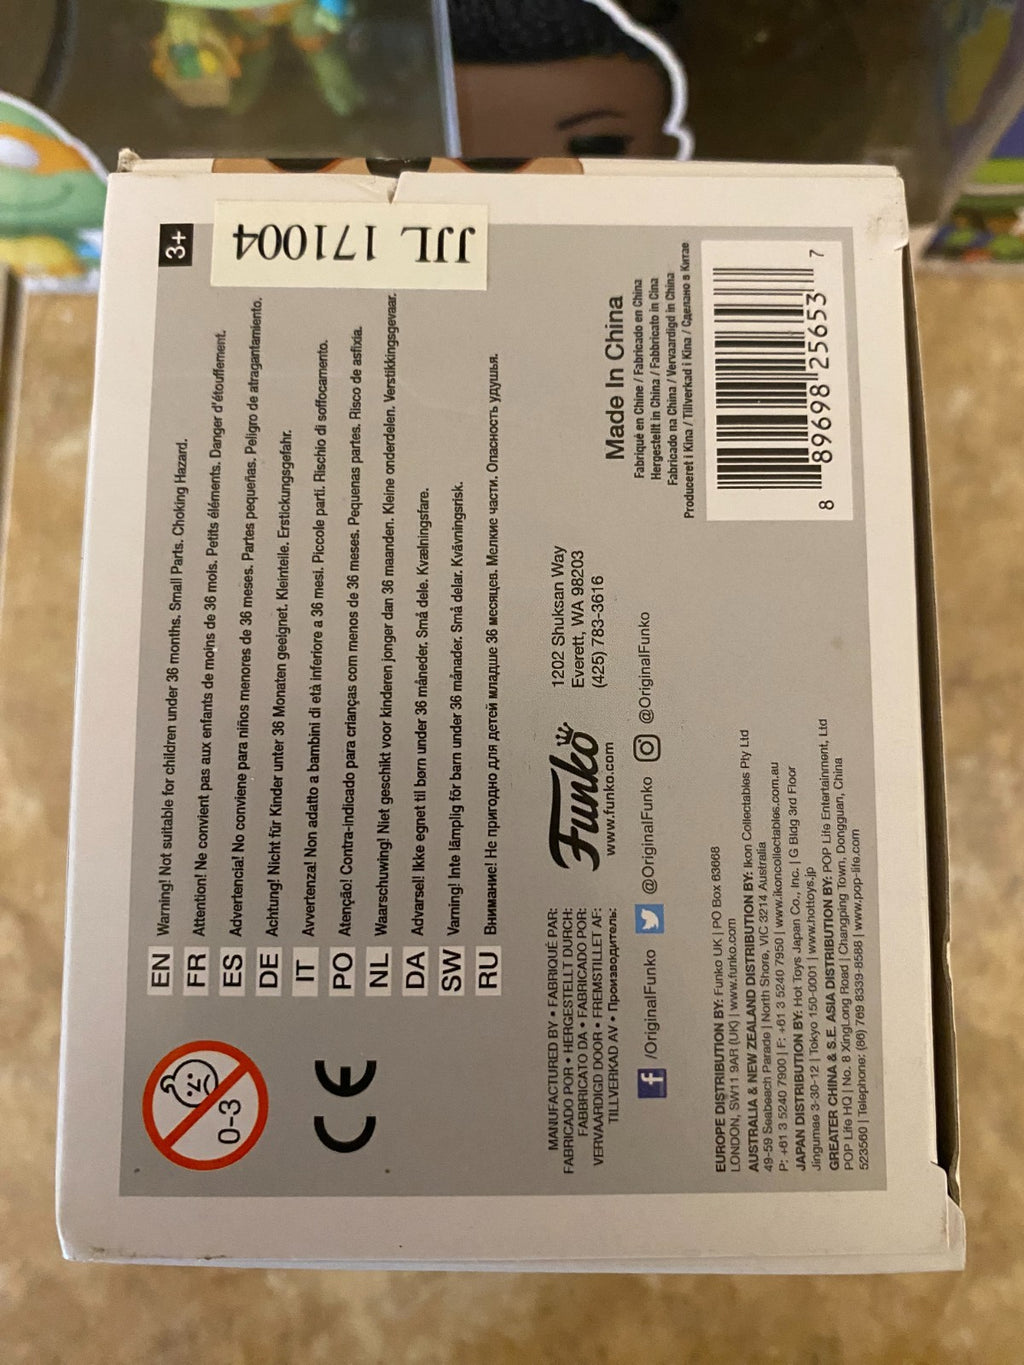 EN Warning! Not suitable for children under 36 months. Small Parts. Choking Hazard.
FR Attention! Ne convient pas aux enfants de moins de 36 mois. Petits éléments. Danger d'étouffement.
ES Advertencia! No conviene para niños menores de 36 meses. Partes pequeñas. Peligro de atragantamiento.
DE Achtung! Nicht für Kinder unter 36 Monaten geeignet. Kleinteile. Erstickungsgefahr.
IT Avvertenza! Non adatto a bambini di età inferiore a 36 mesi. Piccole parti. Rischio di soffocamento.
PO Atenção! Contra-indicado para crianças com menos de 36 meses. Pequenas partes. Risco de asfixia.
NL Waarschuwing! Niet geschikt voor kinderen jonger dan 36 maanden. Kleine onderdelen. Verstikkingsgevaar.
DA Advarsel! Ikke egnet til børn under 36 måneder. Små dele. Kvælningsfare.
SW Varning! Inte lämplig för barn under 36 månader. Små delar. Kvävningsrisk.
RU Внимание! Не пригодно для детей младше 36 месяцев. Мелкие части. Опасность удушья.
0-3
CE
3+
JJL 171004
MANUFACTURED BY • FABRIQUÉ PAR:
FABRICADO POR • HERGESTELLT DURCH:
FABBRICATO DA • FABRICADO POR:
VERVAARDIGD DOOR • FREMSTILLET AF:
TILLVERKAD AV • Производитель:
Funko
www.funko.com
1202 Shuksan Way
Everett, WA 98203
(425) 783-3616
Made In China
Fabriqué en Chine / Fabricado en China
Hergestellt in China / Fabbricato in Cina
Fabricado na China / Vervaardigd in China
Produceret i Kina / Tillverkad i Kina / Сделано в Китае
f /OriginalFunko @OriginalFunko @OriginalFunko
EUROPE DISTRIBUTION BY: Funko UK | PO Box 63668
LONDON, SW11 9AR (UK) | www.funko.com
AUSTRALIA & NEW ZEALAND DISTRIBUTION BY: Ikon Collectables Pty Ltd
49-59 Seabeach Parade | North Shore, VIC 3214 Australia
P: +61 3 5240 7900 | F: +61 3 5240 7950 | www.ikoncollectables.com.au
JAPAN DISTRIBUTION BY: Hot Toys Japan Co., Inc. | G Bldg 3rd Floor
Jingumae 3-30-12 | Tokyo 150-0001 | www.hottoys.jp
GREATER CHINA & S.E. ASIA DISTRIBUTION BY: POP Life Entertainment, Ltd
POP Life HQ | No. 8 XingLong Road | Changping Town, Dongguan, China
523560 | Telephone: (86) 769 8339-8588 | www.pop-life.com
8 89698 25653 7